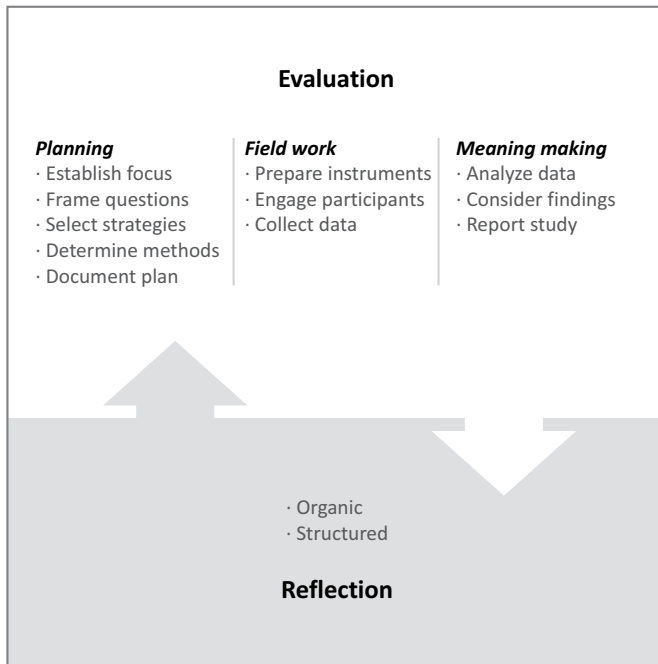 Evaluation
Planning
· Establish focus
· Frame questions
· Select strategies
· Determine methods
· Document plan
Field work
· Prepare instruments
· Engage participants
· Collect data
Meaning making
· Analyze data
· Consider findings
· Report study
· Organic
· Structured
Reflection